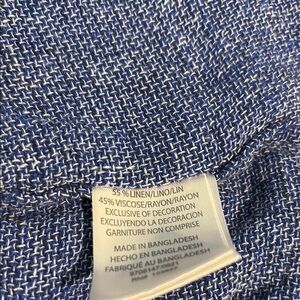 55% LINEN/LINO/LIN
45% VISCOSE/RAYON/RAYON
EXCLUSIVE OF DECORATION
EXCLUYENDO LA DECORACION
GARNITURE NON COMPRISE
MADE IN BANGLADESH
HECHO EN BANGLADESH
FABRIQUÉ AU BANGLADESH